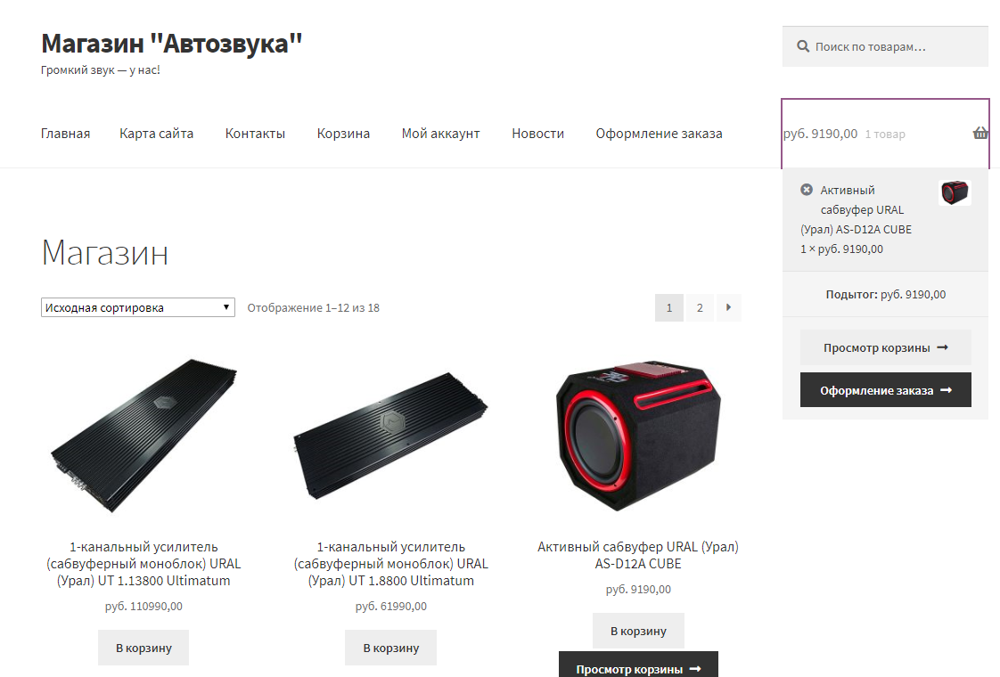 Магазин "Автозвука"
Громкий звук — у нас!
Поиск по товарам…
Главная
Карта сайта
Контакты
Корзина
Мой аккаунт
Новости
Оформление заказа
руб. 9190,00 1 товар
Активный
сабвуфер URAL
(Урал) AS-D12A CUBE
1 × руб. 9190,00
Подытог: руб. 9190,00
Просмотр корзины
Оформление заказа
Магазин
Исходная сортировка
Отображение 1–12 из 18
1
2
1-канальный усилитель
(сабвуферный моноблок) URAL
(Урал) UT 1.13800 Ultimatum
руб. 110990,00
В корзину
1-канальный усилитель
(сабвуферный моноблок) URAL
(Урал) UT 1.8800 Ultimatum
руб. 61990,00
В корзину
Активный сабвуфер URAL (Урал)
AS-D12A CUBE
руб. 9190,00
В корзину
Просмотр корзины